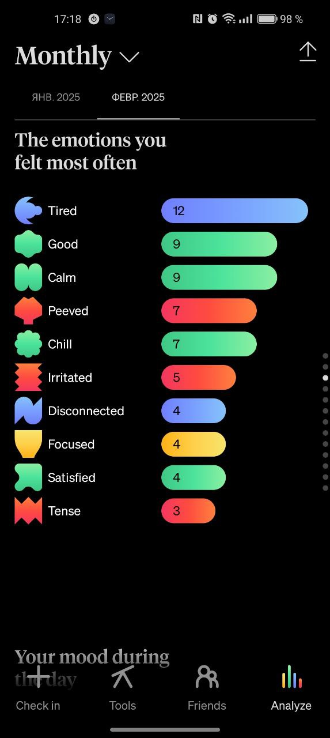 17:18
98 %
Monthly
ЯНВ. 2025 ФЕВР. 2025
The emotions you
felt most often
Tired 12
Good 9
Calm 9
Peeved 7
Chill 7
Irritated 5
Disconnected 4
Focused 4
Satisfied 4
Tense 3
Your mood during
the day
Check in Tools Friends Analyze